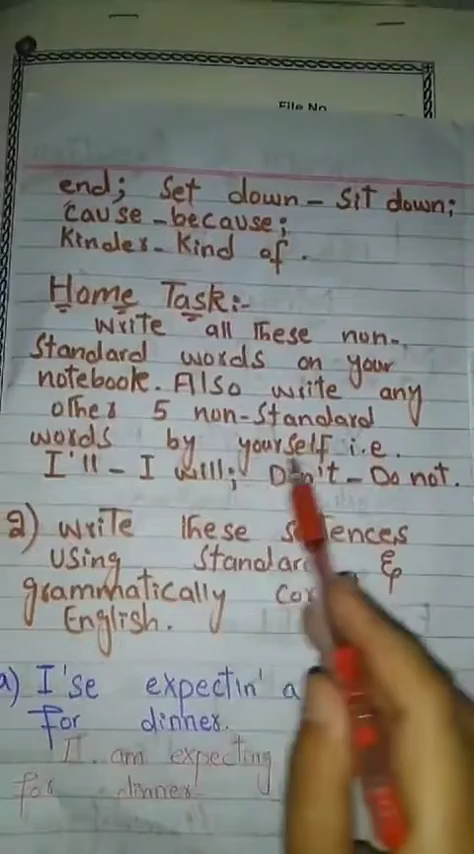 File No
end; Set down - Sit down;
'cause - because;
Kinder - Kind of.
Home Task:-
Write all these non-
Standard words on your
notebook. Also write any
other 5 non-Standard
words by yourself i.e.
I'll - I will; Don't - Do not.
2) Write these
using &
grammatically
English.
a) I'se expectin' a
for dinner.
I am expecting
for dinner